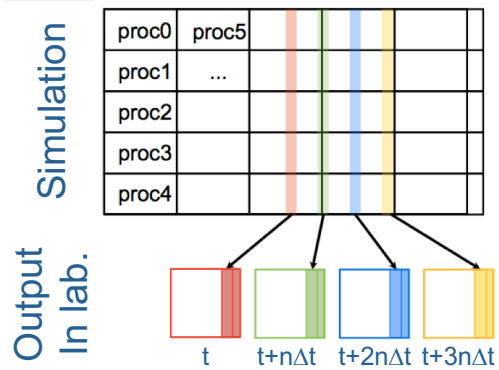 Simulation
proc0 proc5
proc1 ...
proc2
proc3
proc4
Output
In lab.
t t+nΔt t+2nΔt t+3nΔt